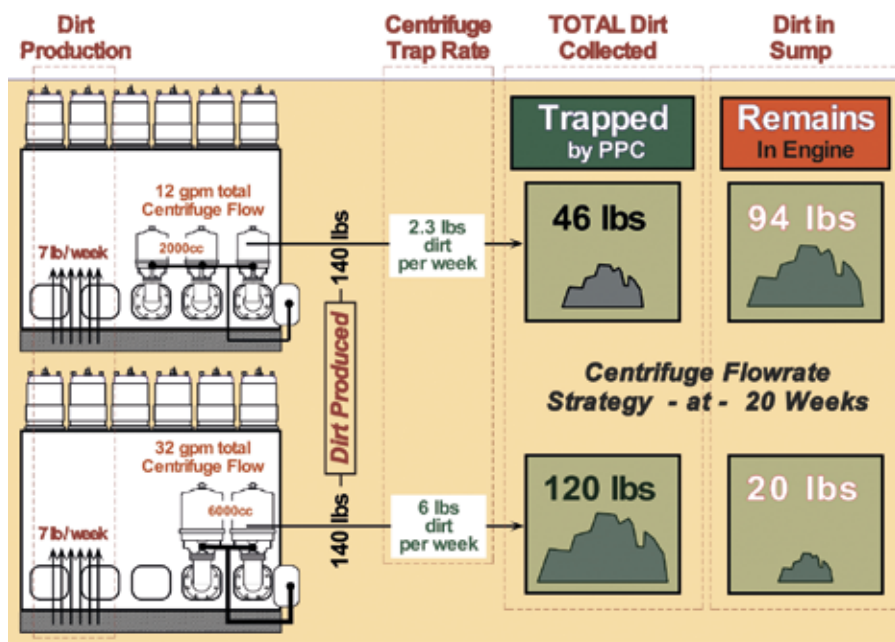 Dirt
Production
Centrifuge
Trap Rate
TOTAL Dirt
Collected
Dirt in
Sump
Trapped
by PPC
Remains
In Engine
12 gpm total
Centrifuge Flow
2000cc
7 lb/week
140 lbs
2.3 lbs
dirt
per week
46 lbs
94 lbs
Dirt Produced
Centrifuge Flowrate
Strategy - at - 20 Weeks
32 gpm total
Centrifuge Flow
6000cc
7 lb/week
140 lbs
6 lbs
dirt
per week
120 lbs
20 lbs